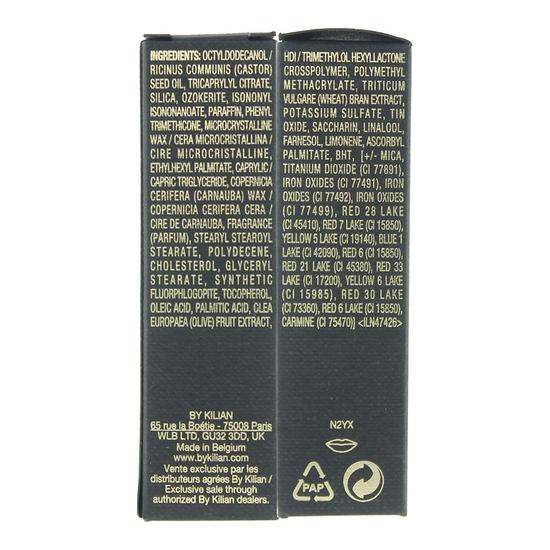 INGREDIENTS: OCTYLDODECANOL /
RICINUS COMMUNIS (CASTOR)
SEED OIL, TRICAPRYLYL CITRATE,
SILICA, OZOKERITE, ISONONYL
ISONONANOATE, PARAFFIN, PHENYL
TRIMETHICONE, MICROCRYSTALLINE
WAX / CERA MICROCRISTALLINA /
CIRE MICROCRISTALLINE,
ETHYLHEXYL PALMITATE, CAPRYLIC /
CAPRIC TRIGLYCERIDE, COPERNICIA
CERIFERA (CARNAUBA) WAX /
COPERNICIA CERIFERA CERA /
CIRE DE CARNAUBA, FRAGRANCE
(PARFUM), STEARYL STEAROYL
STEARATE, POLYDECENE,
CHOLESTEROL, GLYCERYL
STEARATE, SYNTHETIC
FLUORPHLOGOPITE, TOCOPHEROL,
OLEIC ACID, PALMITIC ACID, OLEA
EUROPAEA (OLIVE) FRUIT EXTRACT,
BY KILIAN
65 rue la Boétie - 75008 Paris
WLB LTD, GU32 3DD, UK
Made in Belgium
www.bykilian.com
Vente exclusive par les
distributeurs agréés By Kilian /
Exclusive sale through
authorized By Kilian dealers.
HDI / TRIMETHYLOL HEXYLLACTONE
CROSSPOLYMER, POLYMETHYL
METHACRYLATE, TRITICUM
VULGARE (WHEAT) BRAN EXTRACT,
POTASSIUM SULFATE, TIN
OXIDE, SACCHARIN, LINALOOL,
FARNESOL, LIMONENE, ASCORBYL
PALMITATE, BHT, [+/- MICA,
TITANIUM DIOXIDE (CI 77891),
IRON OXIDES (CI 77491), IRON
OXIDES (CI 77492), IRON OXIDES
(CI 77499), RED 28 LAKE
(CI 45410), RED 7 LAKE (CI 15850),
YELLOW 5 LAKE (CI 19140), BLUE 1
LAKE (CI 42090), RED 6 (CI 15850),
RED 21 LAKE (CI 45380), RED 33
LAKE (CI 17200), YELLOW 6 LAKE
(CI 15985), RED 30 LAKE
(CI 73360), RED 6 LAKE (CI 15850),
CARMINE (CI 75470)] <ILN47426>
N2YX
PAP